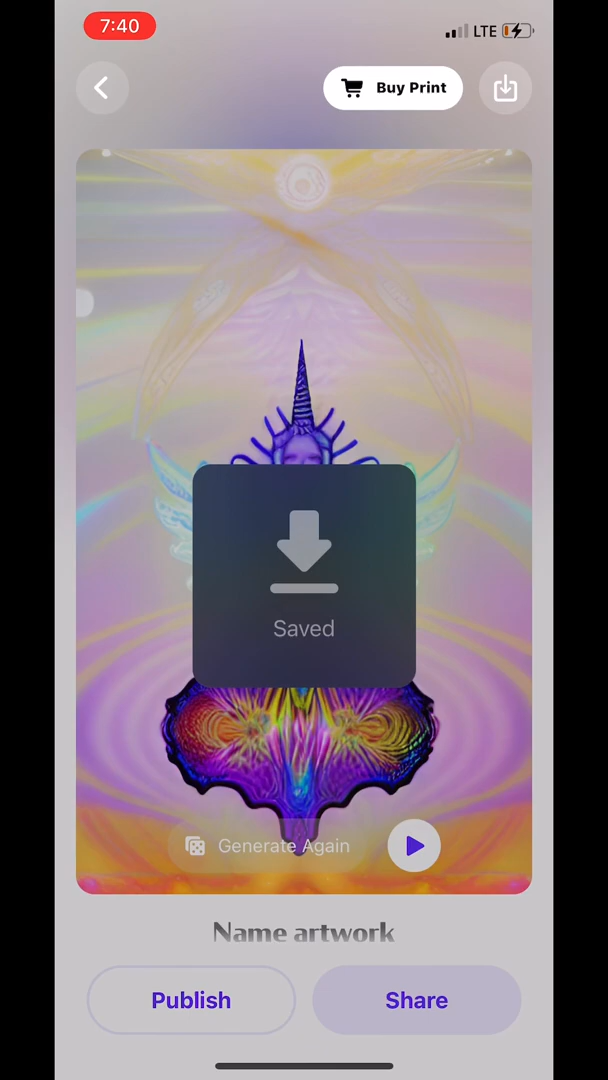 7:40
LTE
Buy Print
Saved
Generate Again
Name artwork
Publish
Share